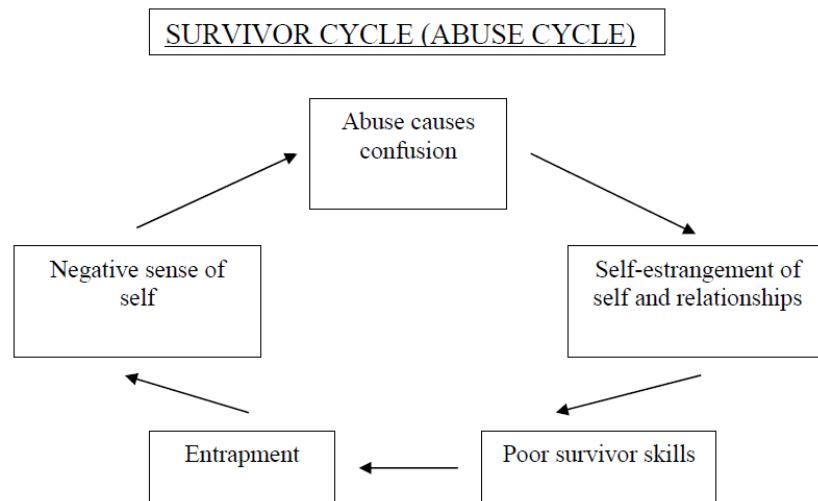 SURVIVOR CYCLE (ABUSE CYCLE)
Abuse causes
confusion
Negative sense of
self
Self-estrangement of
self and relationships
Entrapment
Poor survivor skills